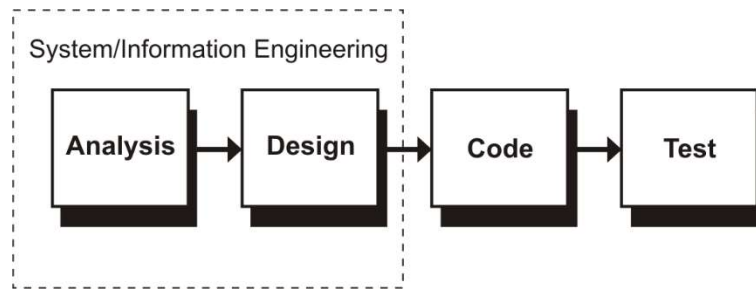 System/Information Engineering
Analysis
Design
Code
Test